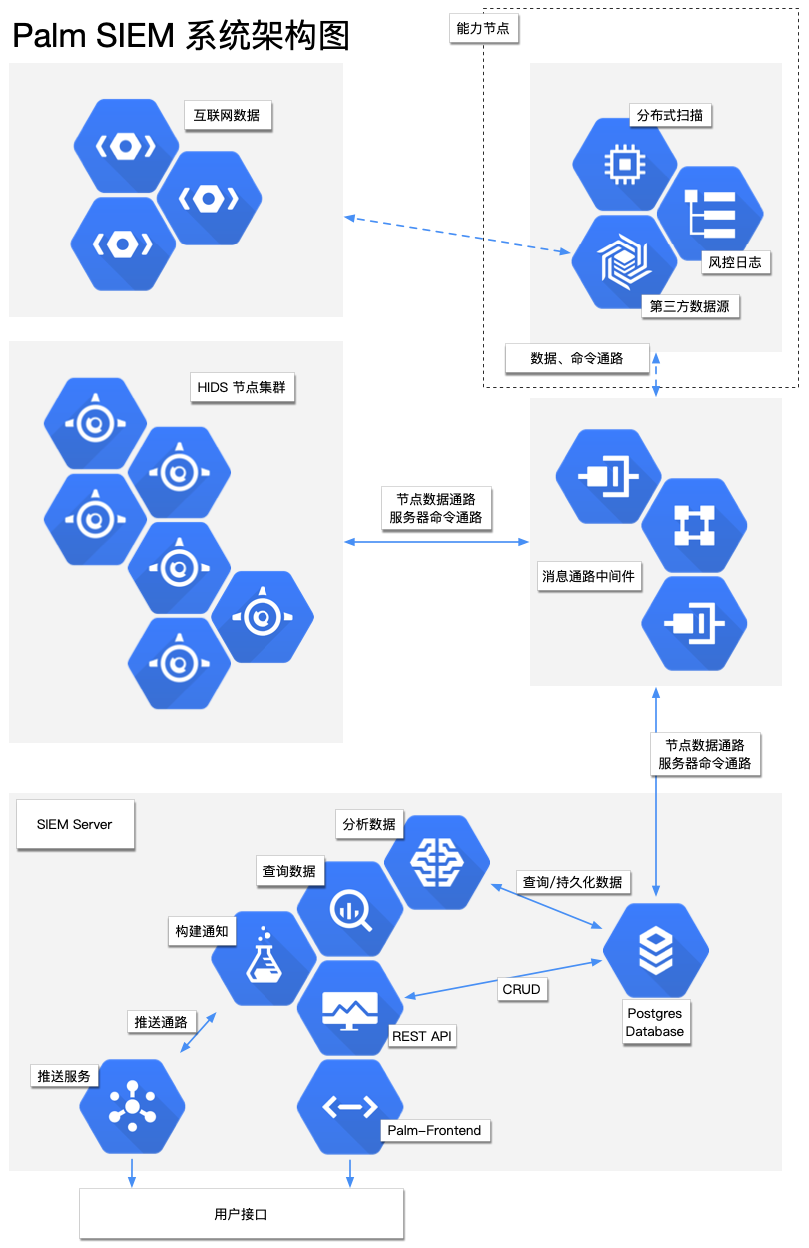 Palm SIEM 系统架构图
能力节点
互联网数据
分布式扫描
风控日志
第三方数据源
数据、命令通路
HIDS 节点集群
节点数据通路
服务器命令通路
消息通路中间件
节点数据通路
服务器命令通路
SIEM Server
分析数据
查询数据
查询/持久化数据
构建通知
CRUD
推送通路
REST API
Postgres
Database
推送服务
Palm-Frontend
用户接口